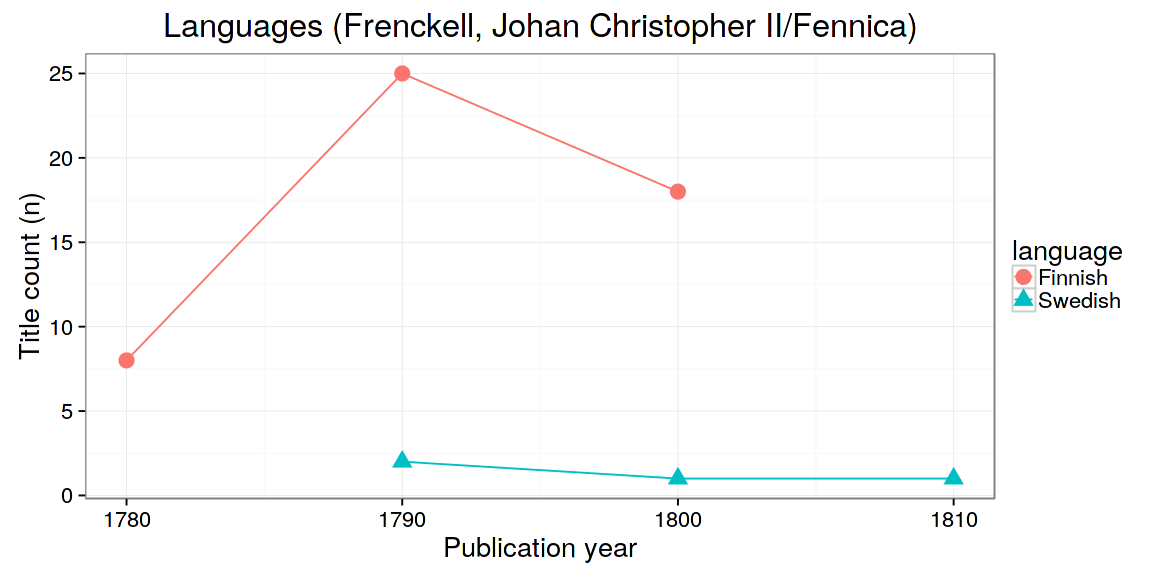 Languages (Frenckell, Johan Christopher II/Fennica)
25
20
15
10
5
0
Title count (n)
1780 1790 1800 1810
Publication year
language
Finnish
Swedish